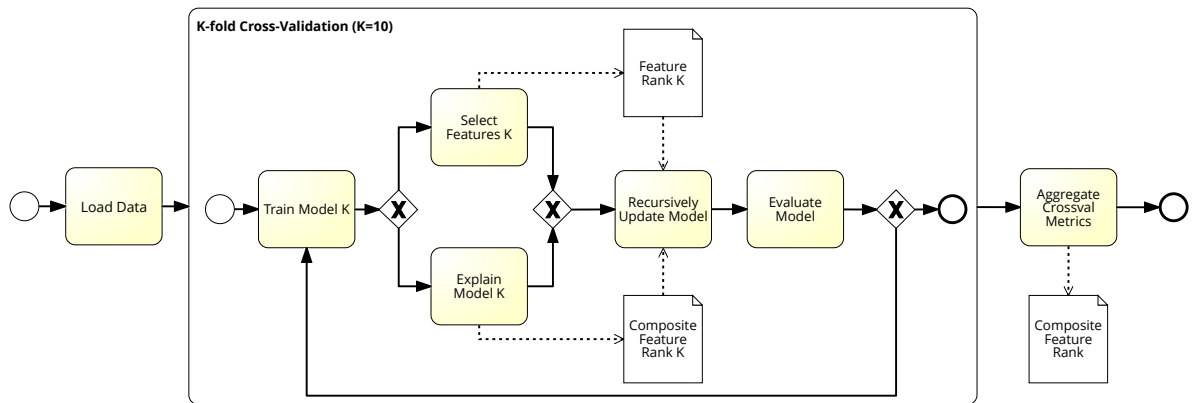 K-fold Cross-Validation (K=10)
Load Data
Train Model K
X
Select
Features K
Explain
Model K
Feature
Rank K
X
Recursively
Update Model
Composite
Feature
Rank K
Evaluate
Model
X
Aggregate
Crossval
Metrics
Composite
Feature
Rank